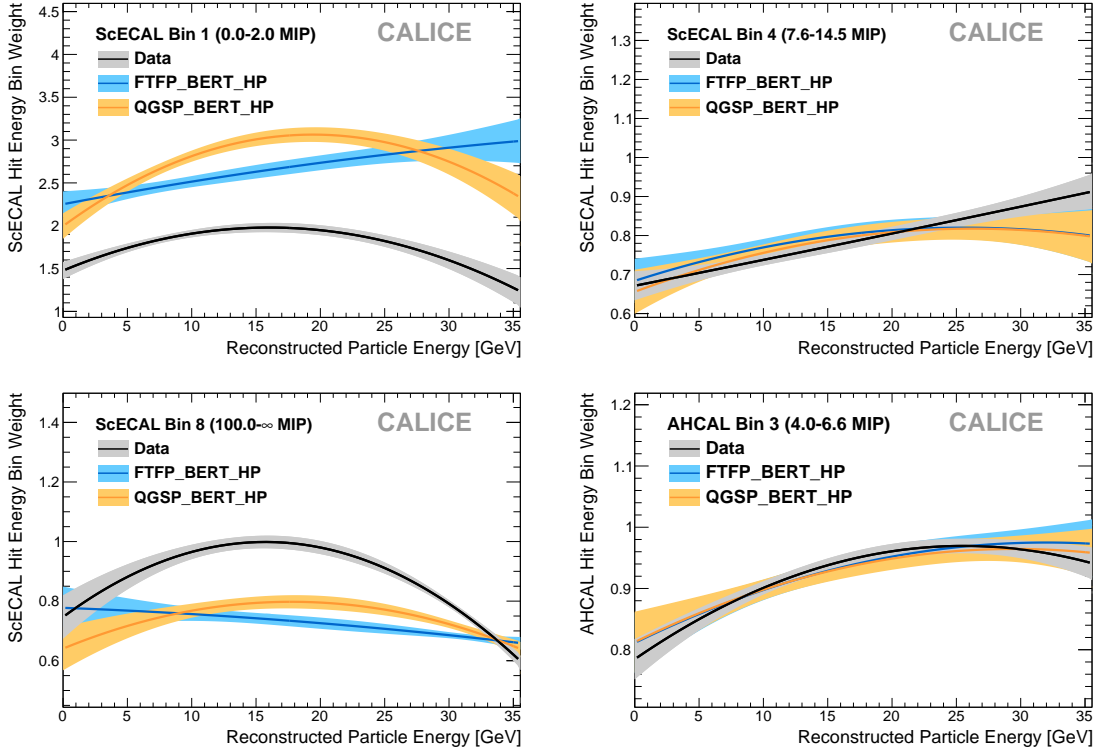 ScECAL Bin 1 (0.0-2.0 MIP)
CALICE
Data
FTFP_BERT_HP
QGSP_BERT_HP
ScECAL Hit Energy Bin Weight
4.5
4
3.5
3
2.5
2
1.5
1
0 5 10 15 20 25 30 35
Reconstructed Particle Energy [GeV]
ScECAL Bin 4 (7.6-14.5 MIP)
CALICE
Data
FTFP_BERT_HP
QGSP_BERT_HP
ScECAL Hit Energy Bin Weight
1.3
1.2
1.1
1
0.9
0.8
0.7
0.6
0 5 10 15 20 25 30 35
Reconstructed Particle Energy [GeV]
ScECAL Bin 8 (100.0-∞ MIP)
CALICE
Data
FTFP_BERT_HP
QGSP_BERT_HP
ScECAL Hit Energy Bin Weight
1.4
1.2
1
0.8
0.6
0 5 10 15 20 25 30 35
Reconstructed Particle Energy [GeV]
AHCAL Bin 3 (4.0-6.6 MIP)
CALICE
Data
FTFP_BERT_HP
QGSP_BERT_HP
AHCAL Hit Energy Bin Weight
1.2
1.1
1
0.9
0.8
0 5 10 15 20 25 30 35
Reconstructed Particle Energy [GeV]